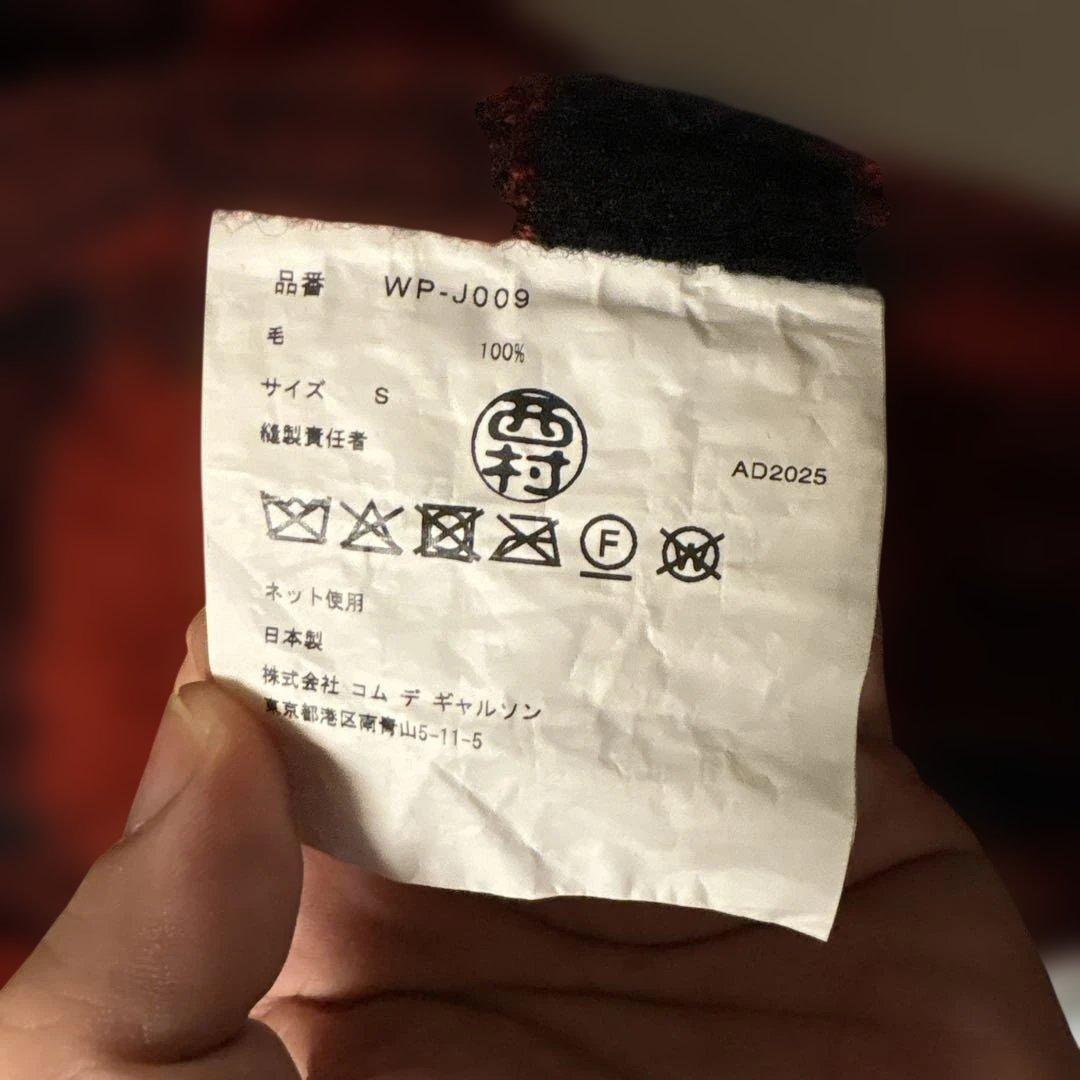 品番 WP-J009
毛 100%
サイズ S
縫製責任者
西村
AD2025
F
W
ネット使用
日本製
株式会社 コム デ ギャルソン
東京都港区南青山5-11-5